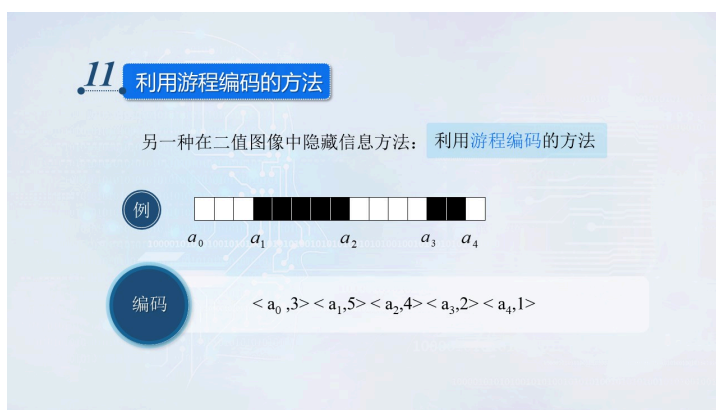 11 利用游程编码的方法
另一种在二值图像中隐藏信息方法: 利用游程编码的方法
例
a₀ a₁ a₂ a₃ a₄
编码
< a₀ ,3> < a₁,5> < a₂,4> < a₃,2> < a₄,1>